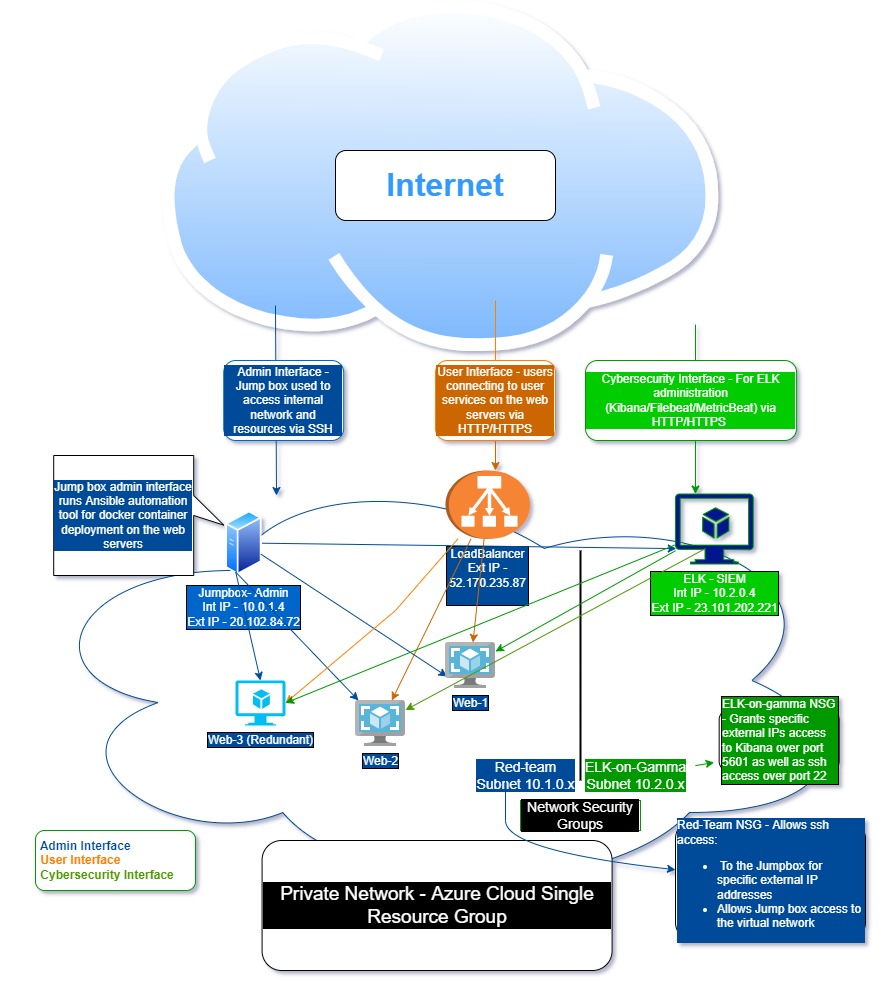 Internet
Admin Interface -
Jump box used to
access internal
network and
resources via SSH
User Interface - users
connecting to user
services on the web
servers via
HTTP/HTTPS
Cybersecurity Interface - For ELK
administration
(Kibana/Filebeat/MetricBeat) via
HTTP/HTTPS
Jump box admin interface
runs Ansible automation
tool for docker container
deployment on the web
servers
LoadBalancer
Ext IP -
52.170.235.87
Jumpbox- Admin
Int IP - 10.0.1.4
Ext IP - 20.102.84.72
ELK - SIEM
Int IP - 10.2.0.4
Ext IP - 23.101.202.221
Web-1
Web-3 (Redundant)
Web-2
ELK-on-gamma NSG
- Grants specific
external IPs access
to Kibana over port
5601 as well as ssh
access over port 22
Red-team
Subnet 10.1.0.x
ELK-on-Gamma
Subnet 10.2.0.x
Network Security
Groups
Red-Team NSG - Allows ssh
access:
• To the Jumpbox for
specific external IP
addresses
• Allows Jump box access to
the virtual network
Admin Interface
User Interface
Cybersecurity Interface
Private Network - Azure Cloud Single
Resource Group